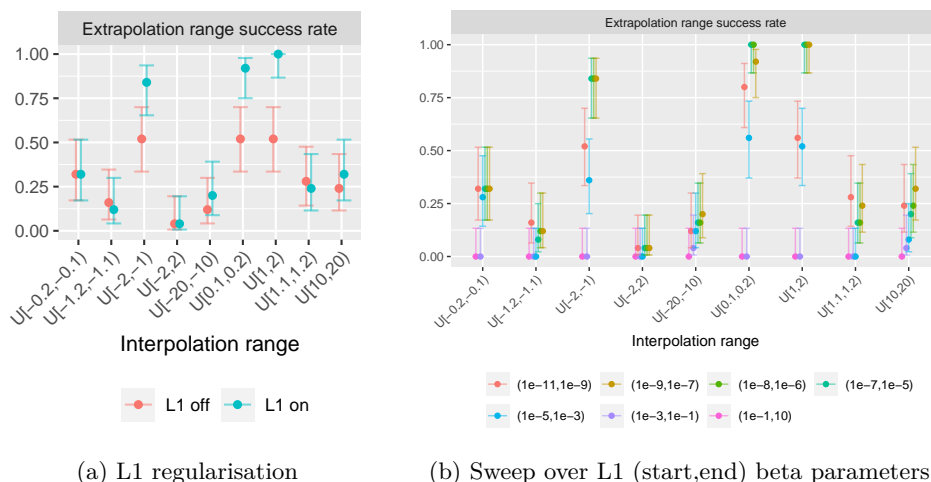 Extrapolation range success rate
1.00
0.75
0.50
0.25
0.00
U[−0.2,−0.1)
U[−1.2,−1.1)
U[−2,−1)
U[−2,2)
U[−20,−10)
U[0.1,0.2)
U[1,2)
U[1.1,1.2)
U[10,20)
Interpolation range
L1 off L1 on
(a) L1 regularisation
Extrapolation range success rate
1.00
0.75
0.50
0.25
0.00
U[−0.2,−0.1)
U[−1.2,−1.1)
U[−2,−1)
U[−2,2)
U[−20,−10)
U[0.1,0.2)
U[1,2)
U[1.1,1.2)
U[10,20)
Interpolation range
(1e−11,1e−9) (1e−9,1e−7) (1e−8,1e−6) (1e−7,1e−5)
(1e−5,1e−3) (1e−3,1e−1) (1e−1,10)
(b) Sweep over L1 (start,end) beta parameters